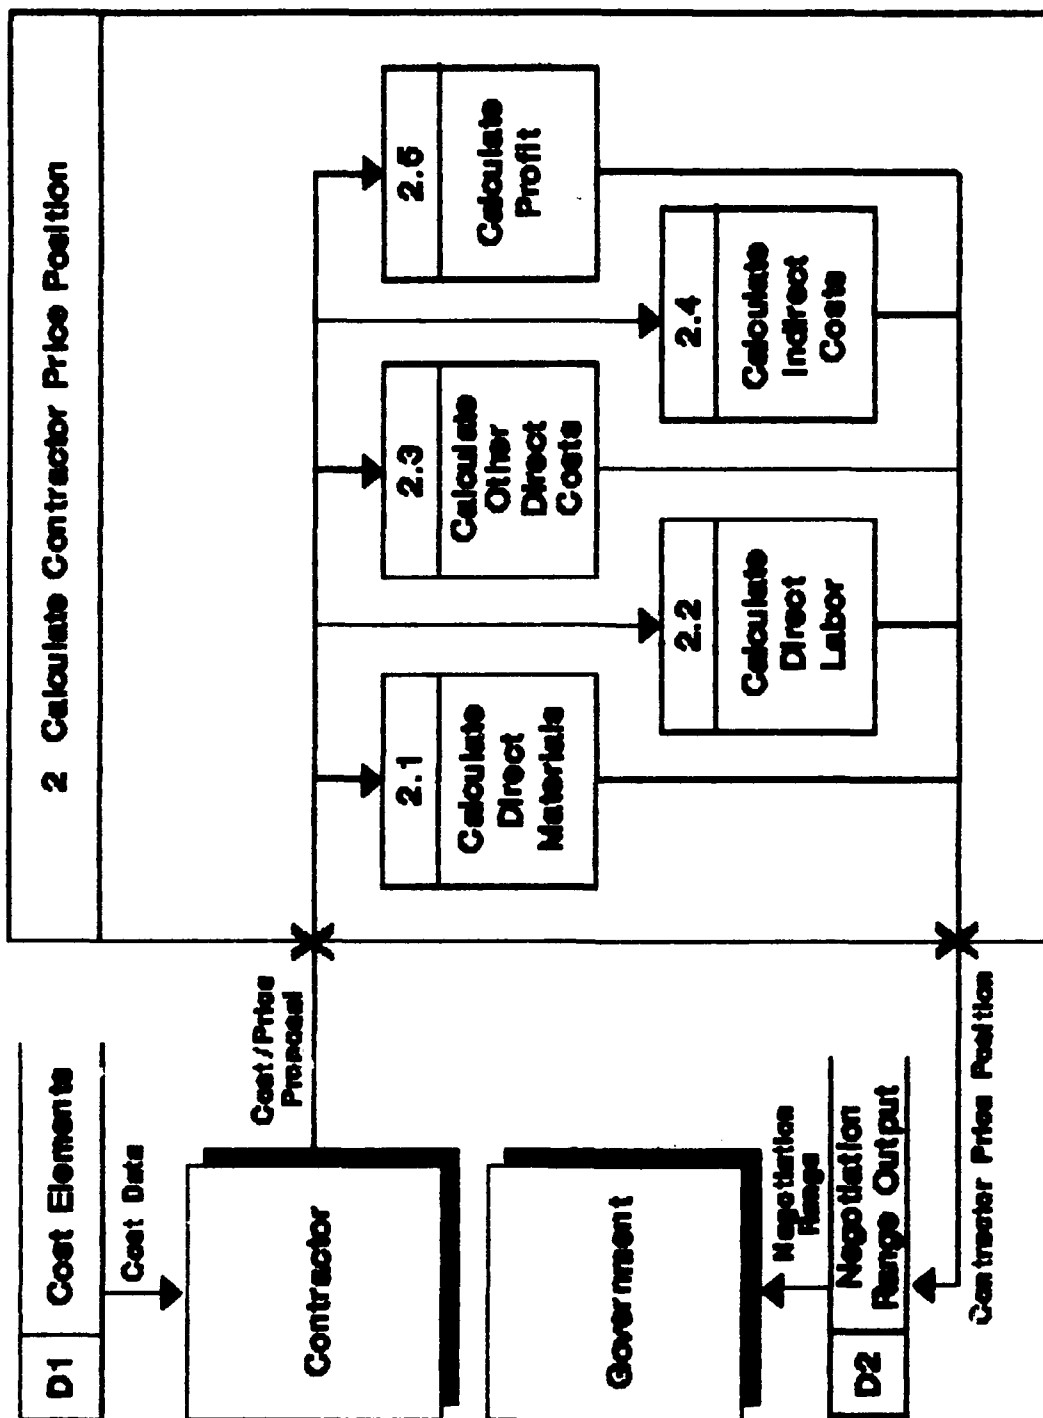 2 Calculate Contractor Price Position
D1
Cost Elements
Cost Data
Contractor
Cost/Price
Proposal
2.1
Calculate
Direct
Materials
2.2
Calculate
Direct
Labor
2.3
Calculate
Other
Direct
Costs
2.4
Calculate
Indirect
Costs
2.5
Calculate
Profit
Government
Negotiation
Range
D2
Negotiation
Range Output
Contractor Price Position